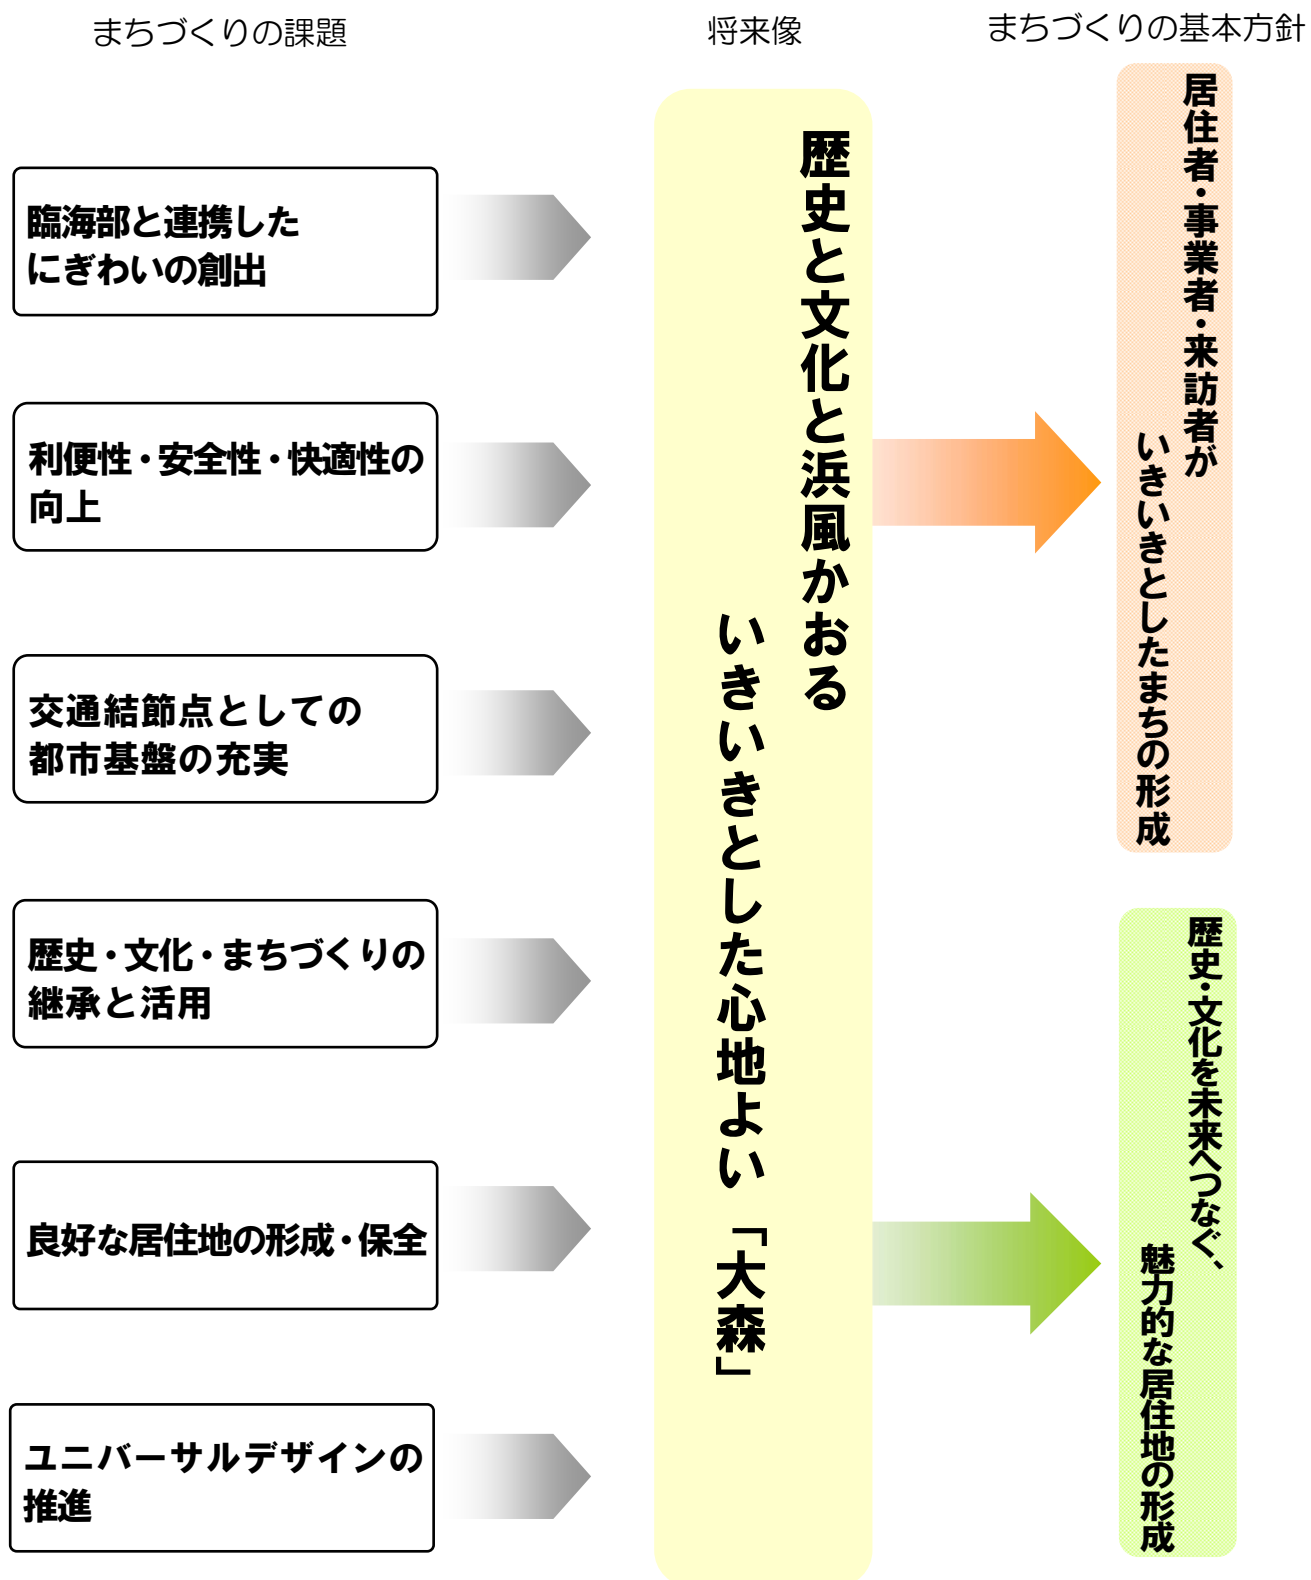 まちづくりの課題
将来像
まちづくりの基本方針
臨海部と連携した
にぎわいの創出
利便性・安全性・快適性の
向上
交通結節点としての
都市基盤の充実
歴史・文化・まちづくりの
継承と活用
良好な居住地の形成・保全
ユニバーサルデザインの
推進
歴史と文化と浜風かおる
いきいきとした心地よい「大森」
居住者・事業者・来訪者が
いきいきとしたまちの形成
歴史・文化を未来へつなぐ、
魅力的な居住地の形成